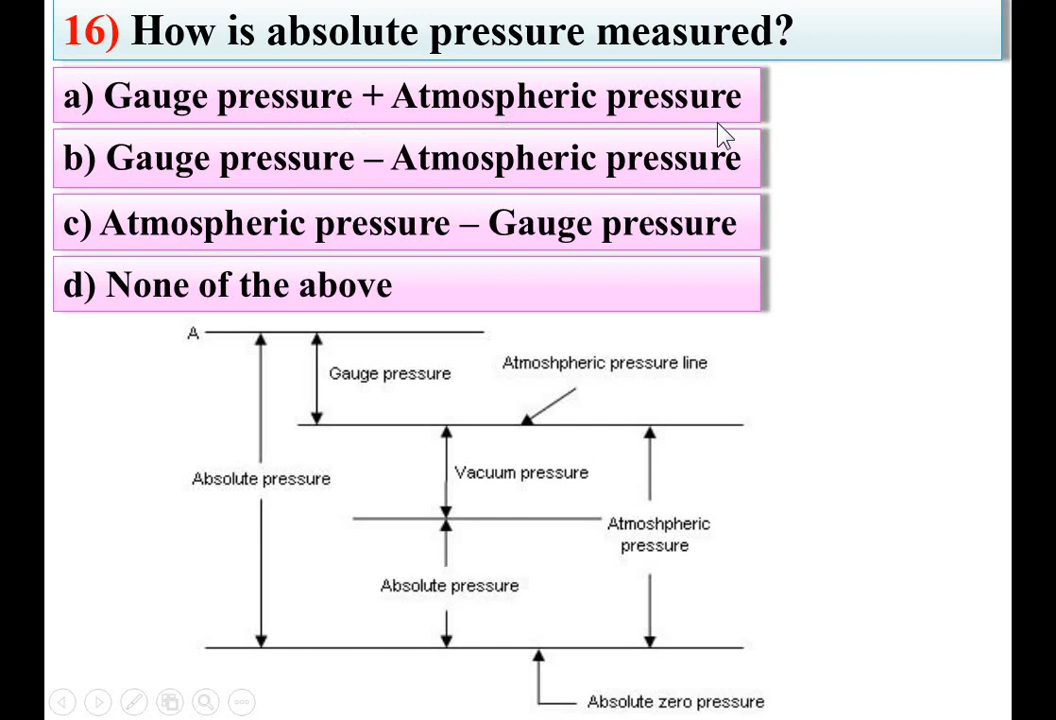 16) How is absolute pressure measured?
a) Gauge pressure + Atmospheric pressure
b) Gauge pressure – Atmospheric pressure
c) Atmospheric pressure – Gauge pressure
d) None of the above
A
Gauge pressure
Atmoshpheric pressure line
Absolute pressure
Vacuum pressure
Atmoshpheric
pressure
Absolute pressure
Absolute zero pressure